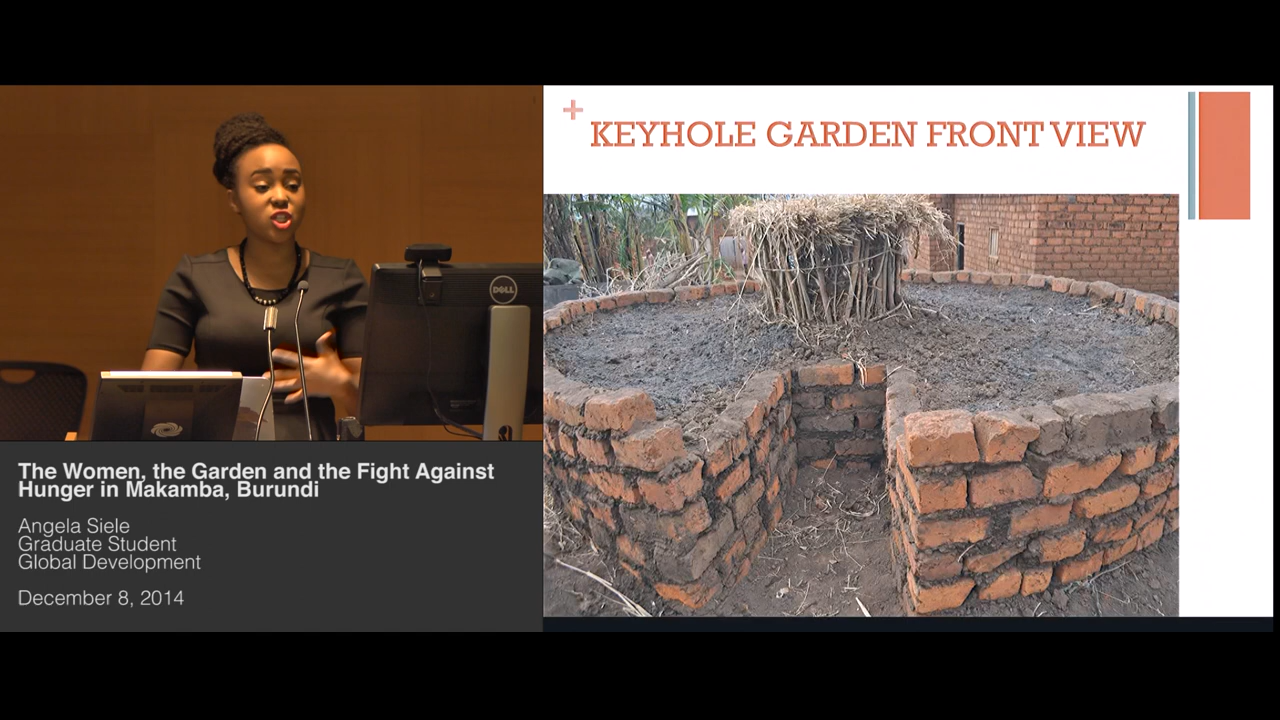 +
KEYHOLE GARDEN FRONT VIEW
DELL
The Women, the Garden and the Fight Against
Hunger in Makamba, Burundi
Angela Siele
Graduate Student
Global Development
December 8, 2014